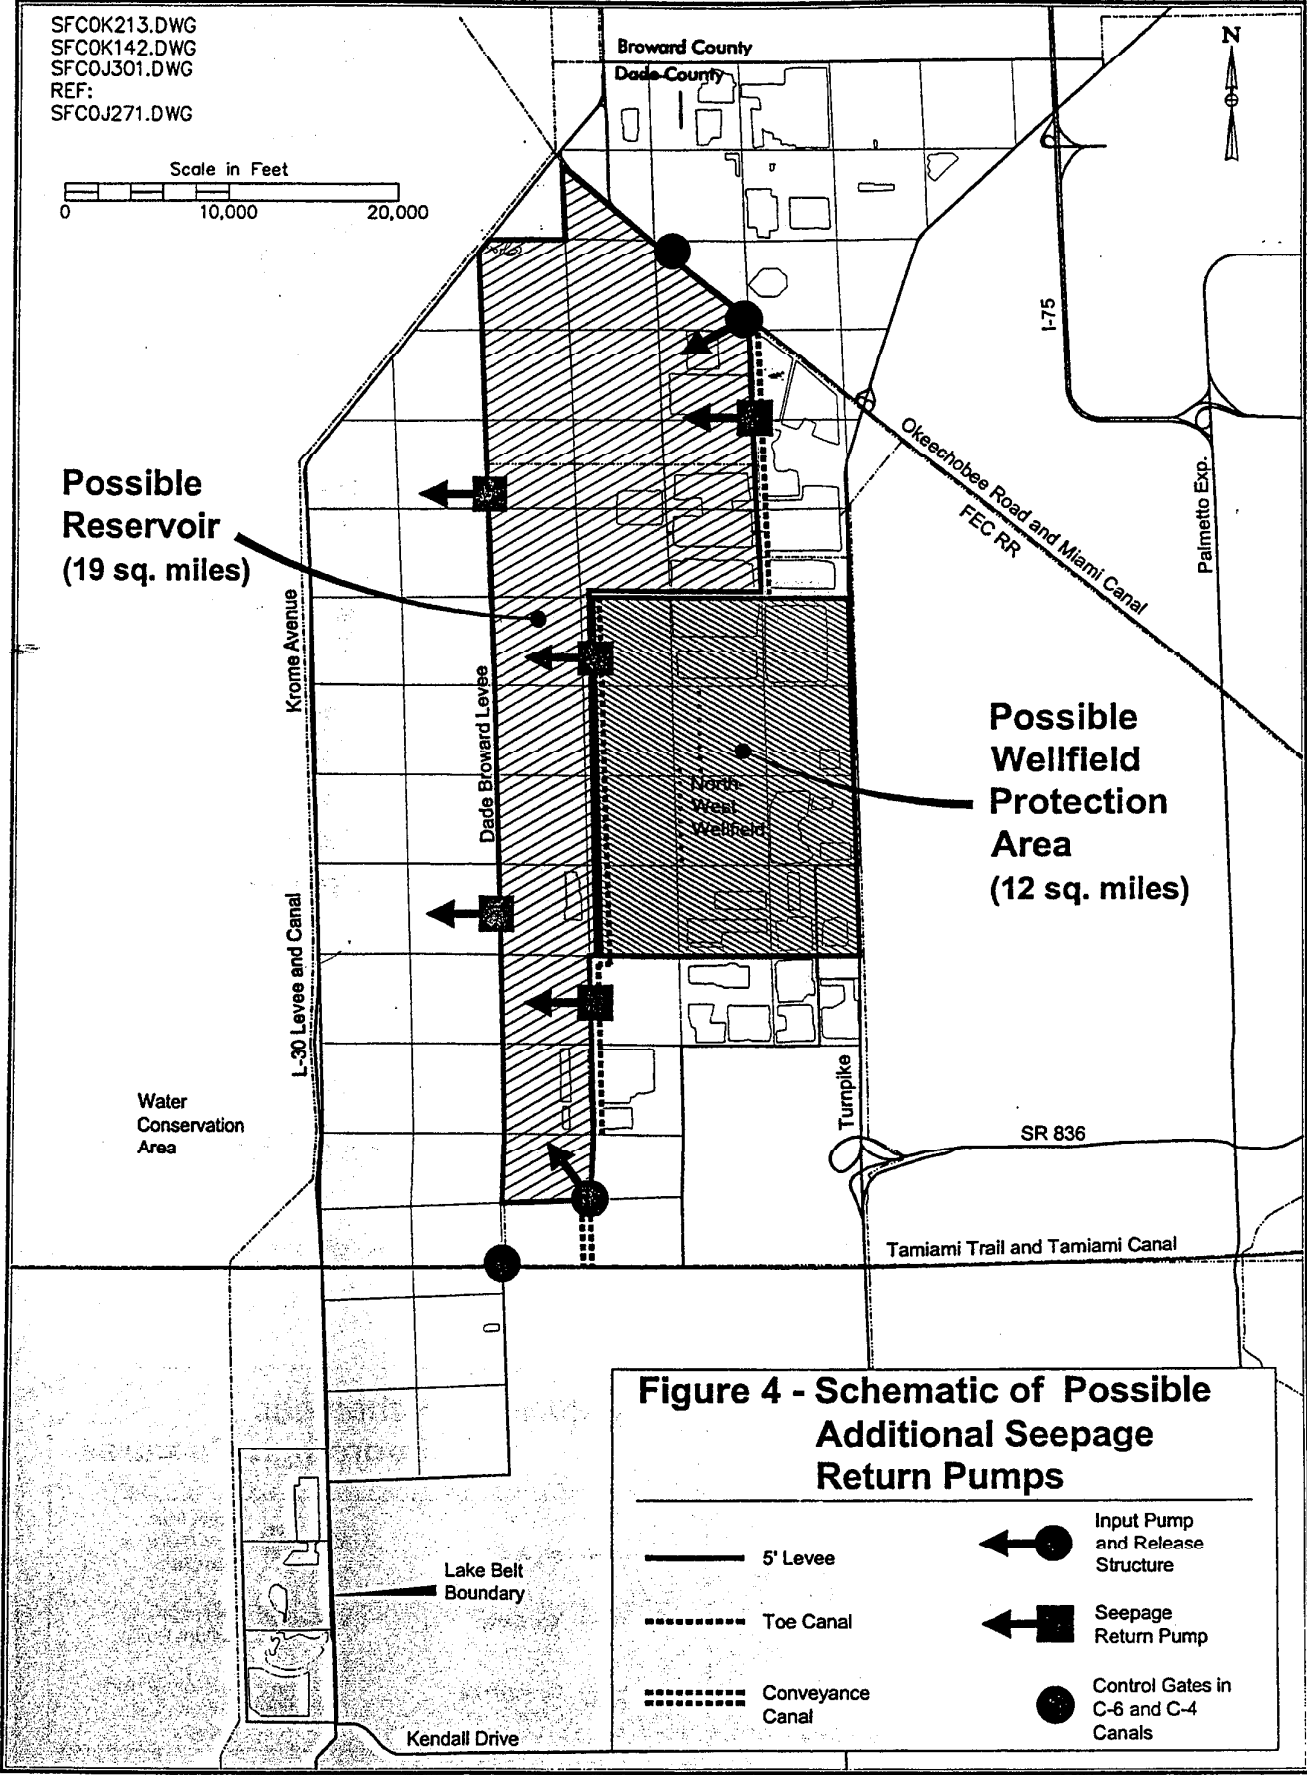 SFCOK213.DWG
SFCOK142.DWG
SFCOJ301.DWG
REF:
SFCOJ271.DWG
Scale in Feet
0 10,000 20,000
Broward County
Dade County
N
I-75
Okeechobee Road and Miami Canal
FEC RR
Palmetto Exp.
Possible
Reservoir
(19 sq. miles)
Krome Avenue
Dade Broward Levee
L-30 Levee and Canal
North
West
Wellfield
Possible
Wellfield
Protection
Area
(12 sq. miles)
Water
Conservation
Area
Turnpike
SR 836
Tamiami Trail and Tamiami Canal
Lake Belt
Boundary
Kendall Drive
Figure 4 - Schematic of Possible
Additional Seepage
Return Pumps
5' Levee
Toe Canal
Conveyance
Canal
Input Pump
and Release
Structure
Seepage
Return Pump
Control Gates in
C-6 and C-4
Canals